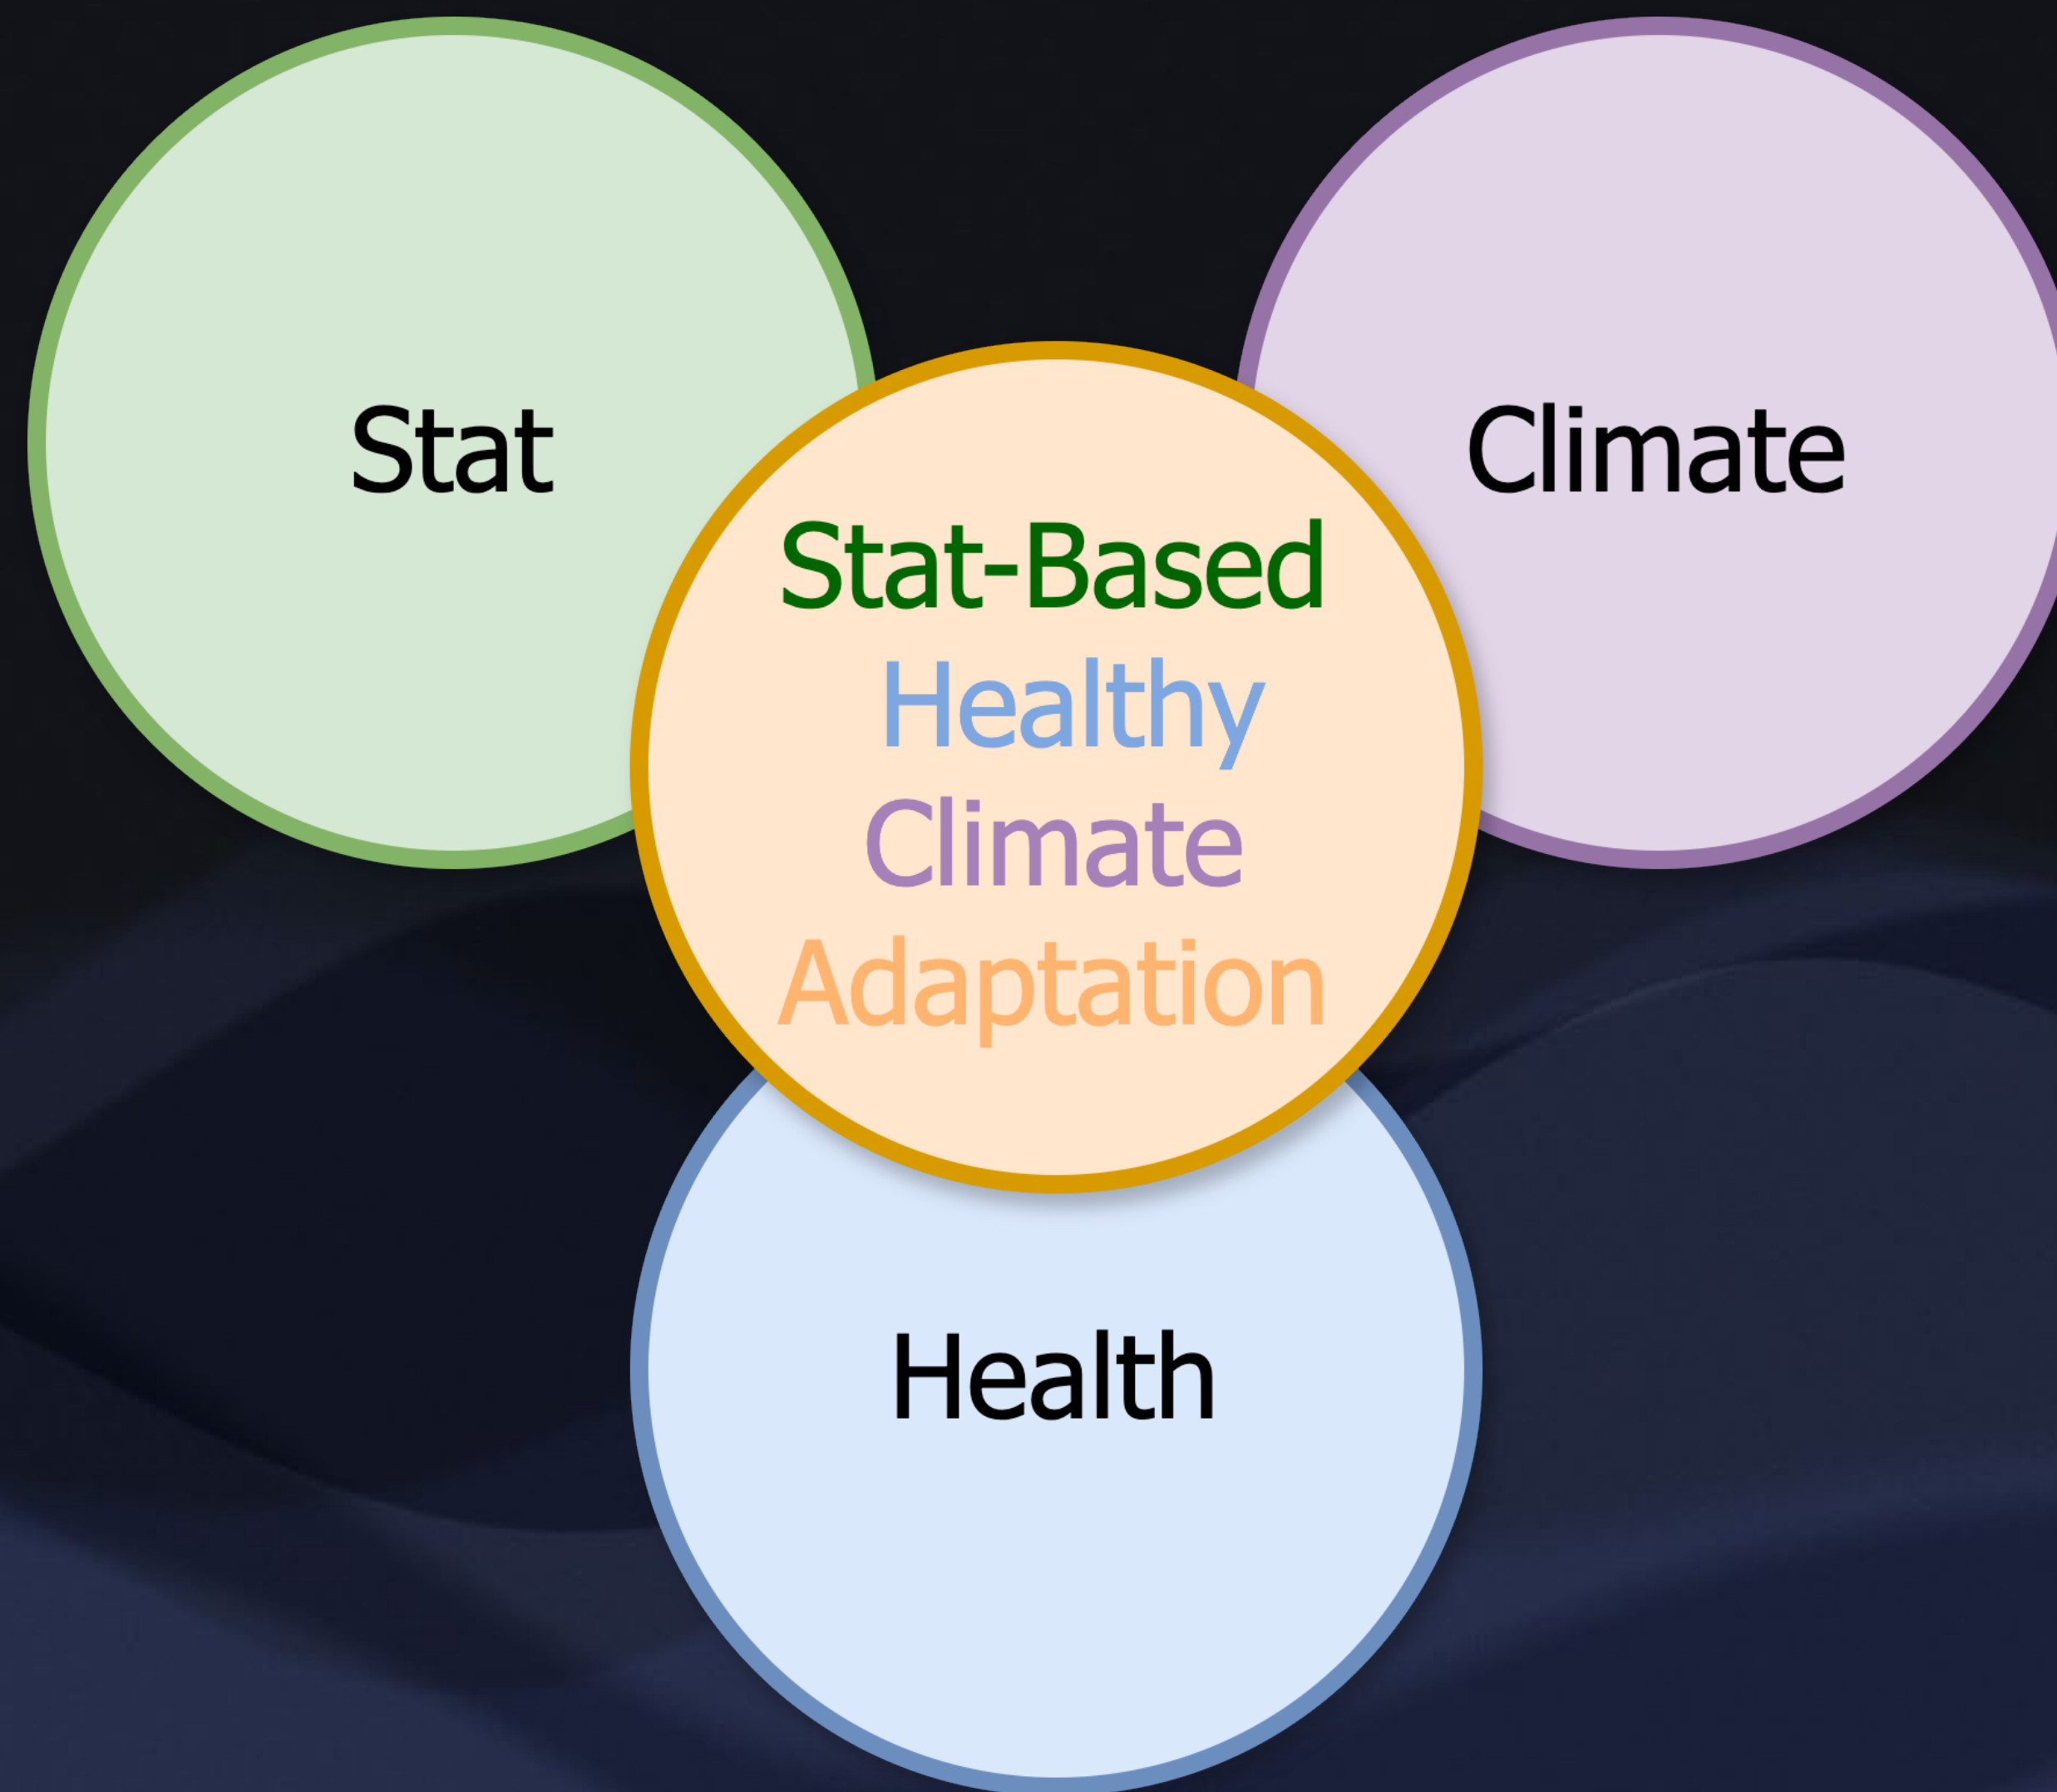 Stat
Climate
Stat-Based
Healthy
Climate
Adaptation
Health